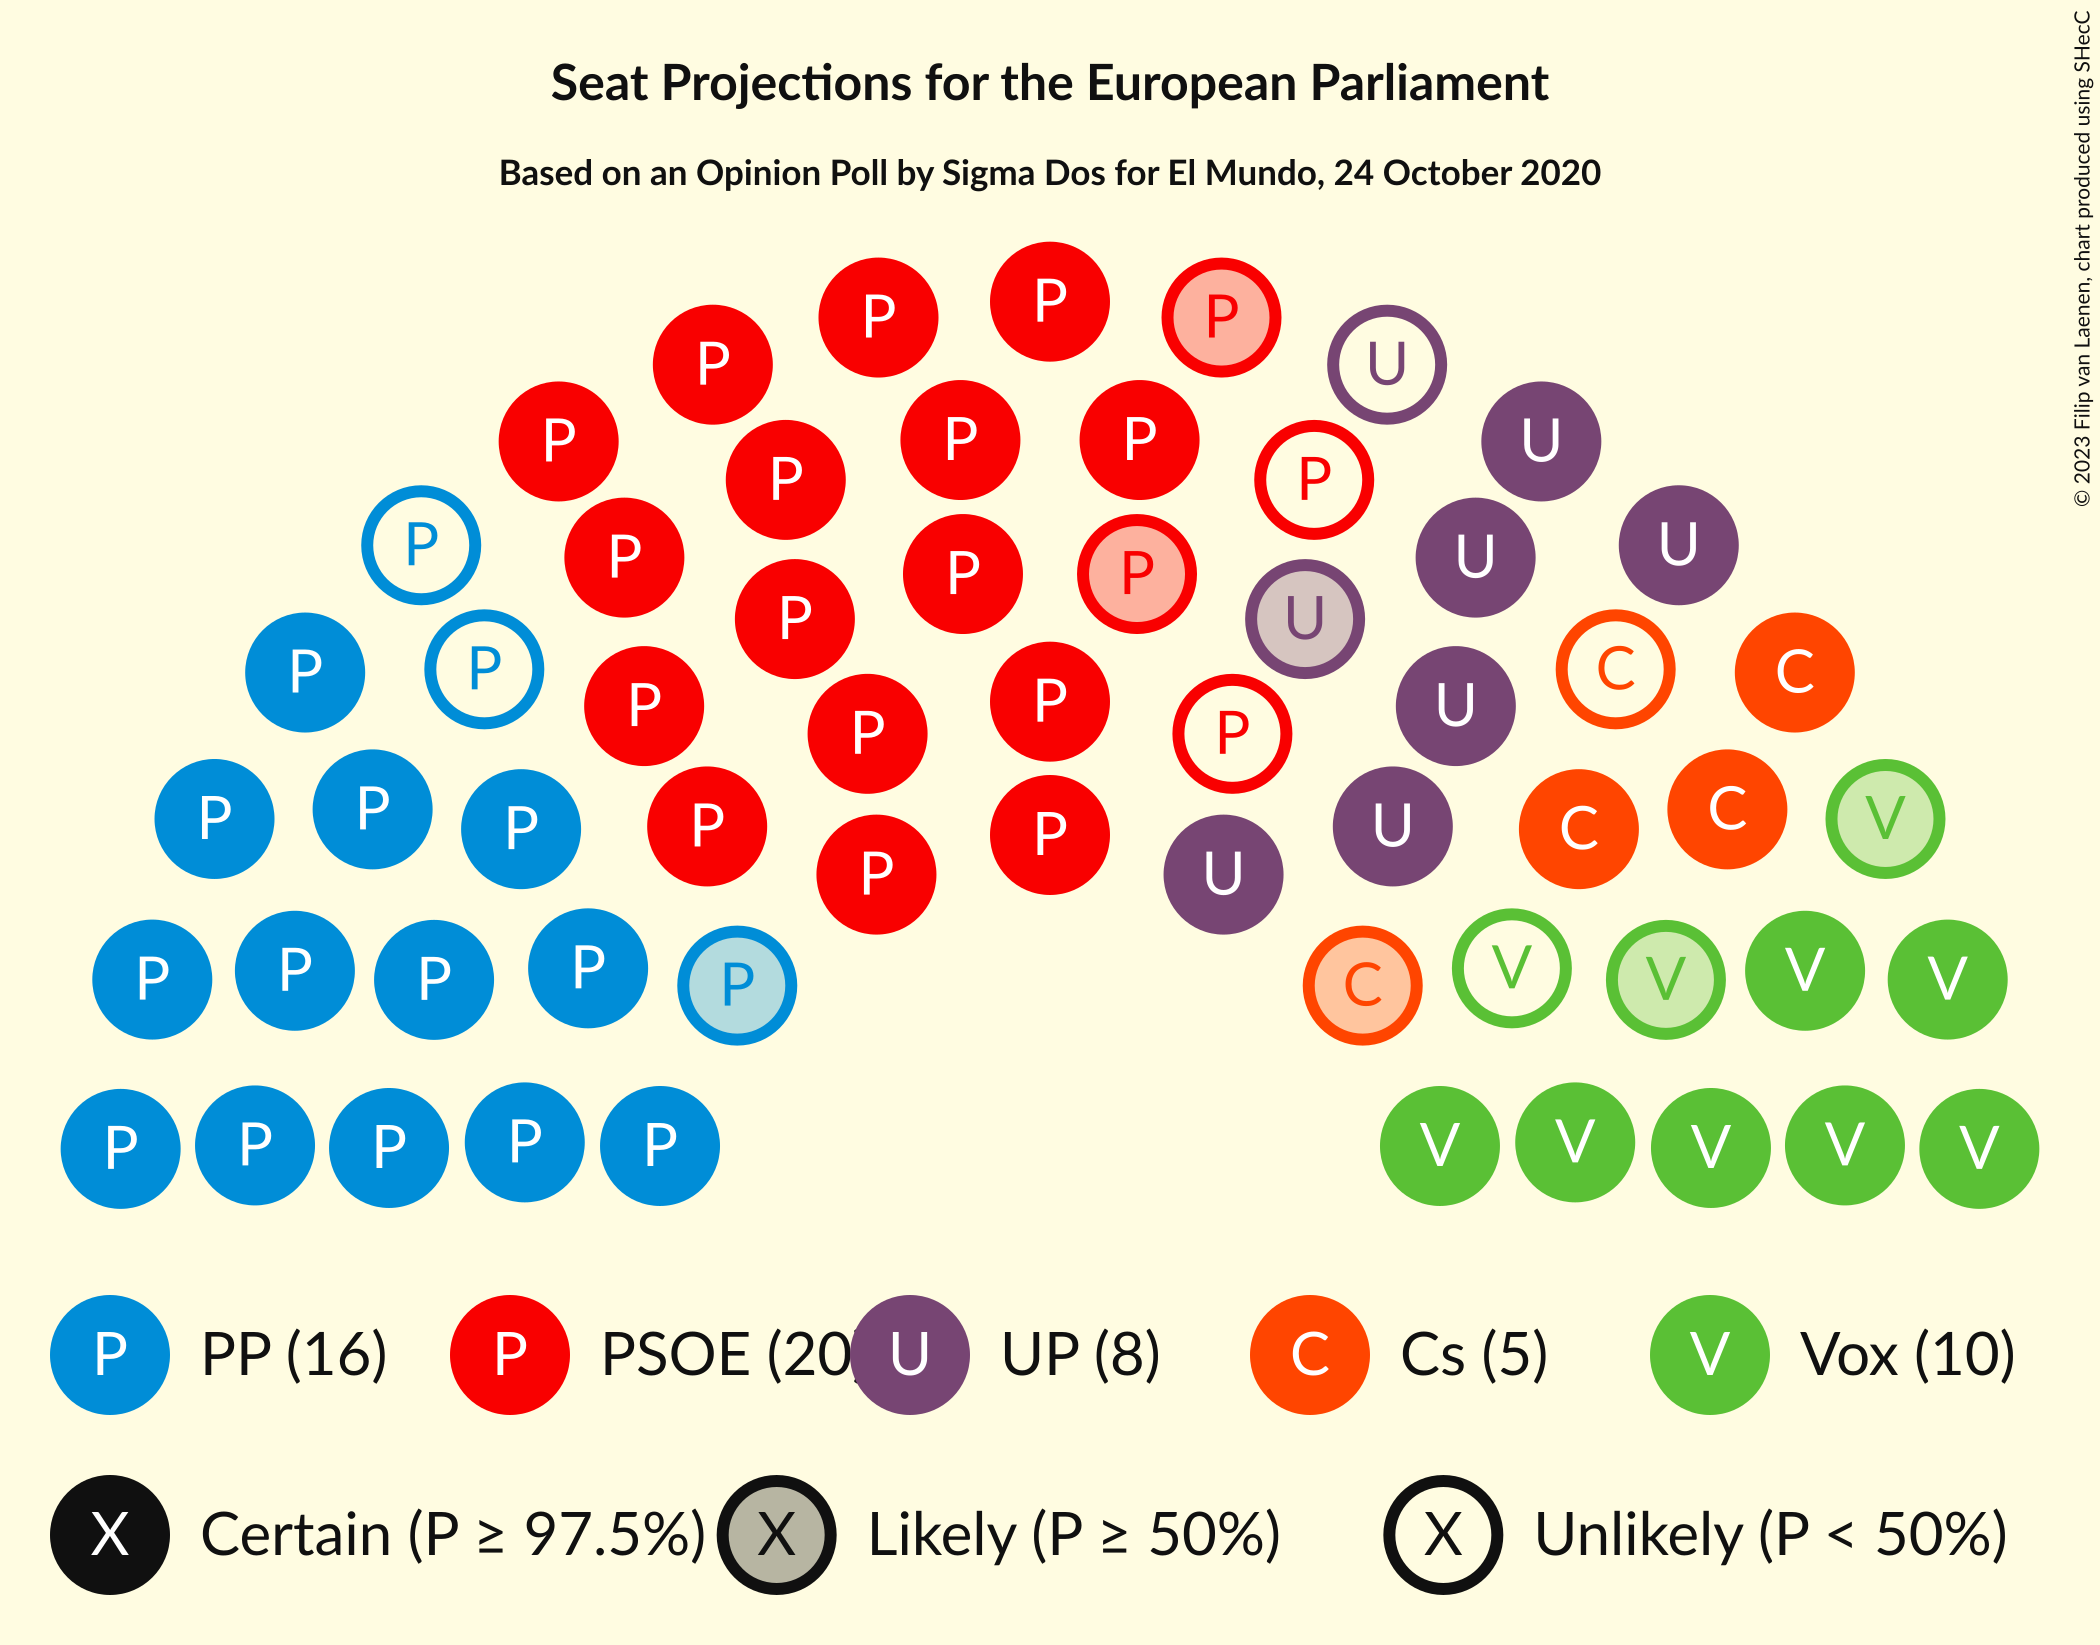 © 2023 Filip van Laenen, chart produced using SHecC
Seat Projections for the European Parliament
Based on an Opinion Poll by Sigma Dos for El Mundo, 24 October 2020
P P P
P U
P P P U
P P
P P P P U U
P U
P P C C
P P P P U
P P P P P U C C V
P U
P P P P P C V V V V
P P P P P V V V V V
P PP (16) P PSOE (20) U UP (8) C Cs (5) V Vox (10)
X Certain (P ≥ 97.5%) X Likely (P ≥ 50%) X Unlikely (P < 50%)